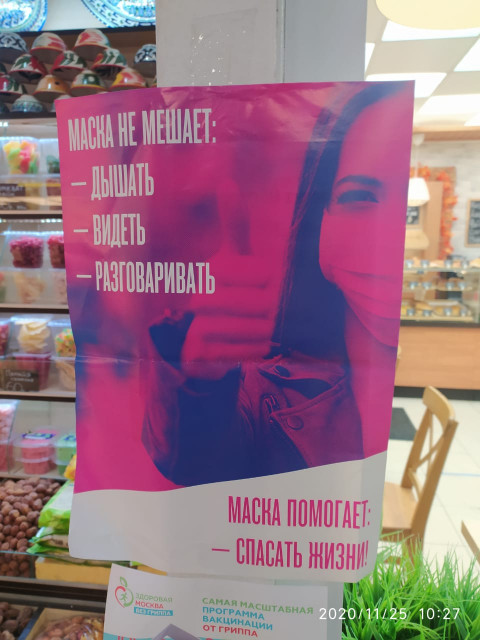 МАСКА НЕ МЕШАЕТ:
— ДЫШАТЬ
— ВИДЕТЬ
— РАЗГОВАРИВАТЬ
МАСКА ПОМОГАЕТ:
— СПАСАТЬ ЖИЗНИ!
ЗДОРОВАЯ
МОСКВА
БЕЗ ГРИППА
САМАЯ МАСШТАБНАЯ
ПРОГРАММА
ВАКЦИНАЦИИ
ОТ ГРИППА
2020/11/25 10:27